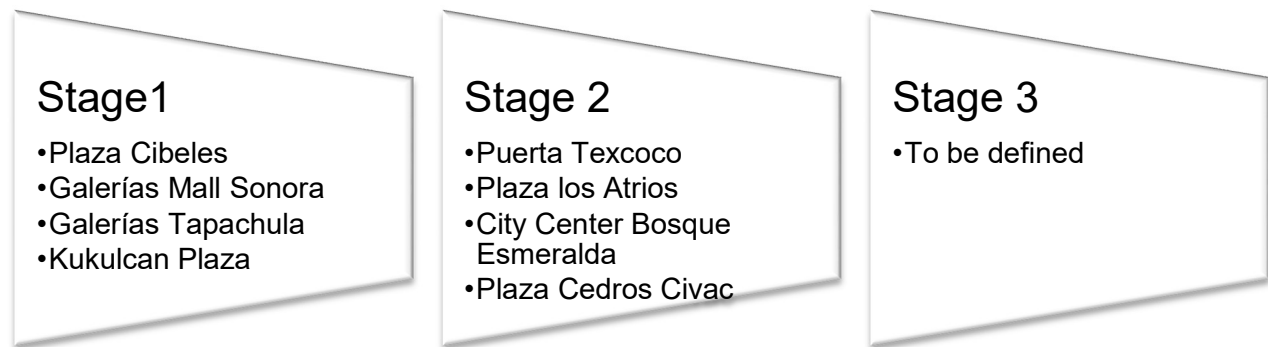 Stage1
•Plaza Cibeles
•Galerías Mall Sonora
•Galerías Tapachula
•Kukulcan Plaza
Stage 2
•Puerta Texcoco
•Plaza los Atrios
•City Center Bosque
Esmeralda
•Plaza Cedros Civac
Stage 3
•To be defined